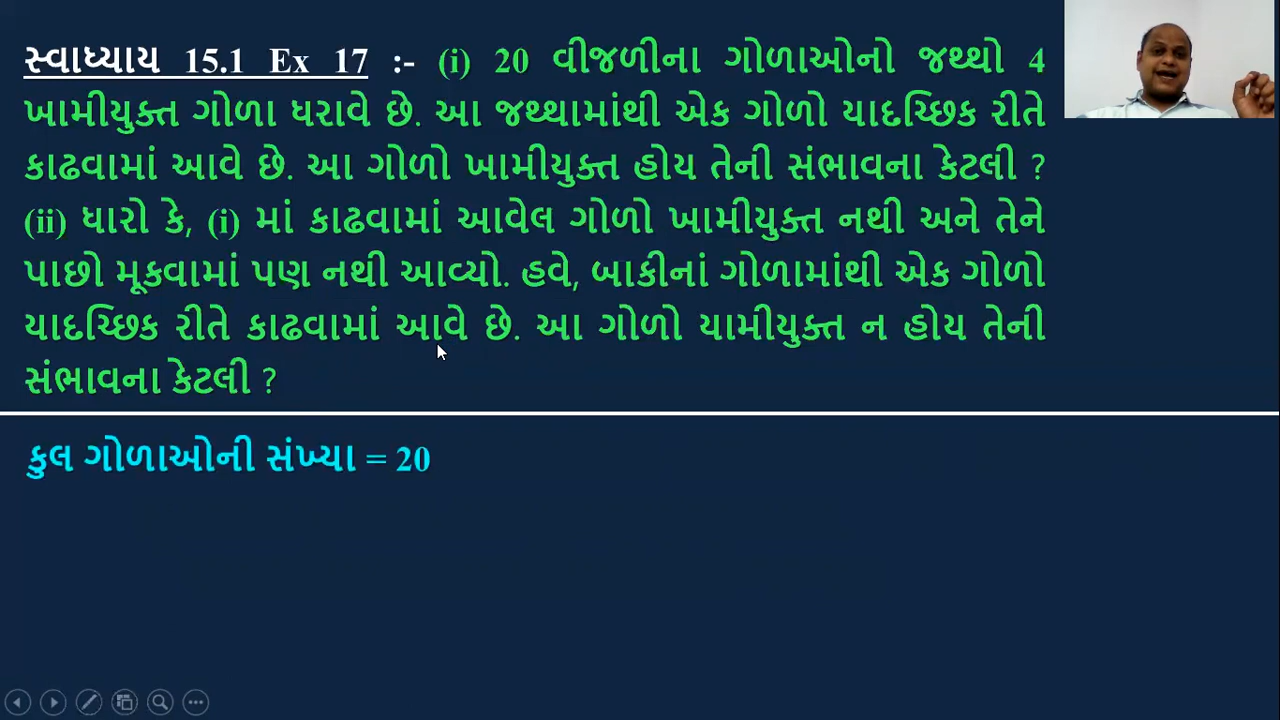 સ્વાધ્યાય 15.1 Ex 17 :- (i) 20 વીજળીના ગોળાઓનો જથ્થો 4
ખામીયુક્ત ગોળા ધરાવે છે. આ જથ્થામાંથી એક ગોળો યાદચ્છિક રીતે
કાઢવામાં આવે છે. આ ગોળો ખામીયુક્ત હોય તેની સંભાવના કેટલી ?
(ii) ધારો કે, (i) માં કાઢવામાં આવેલ ગોળો ખામીયુક્ત નથી અને તેને
પાછો મૂકવામાં પણ નથી આવ્યો. હવે, બાકીનાં ગોળામાંથી એક ગોળો
યાદચ્છિક રીતે કાઢવામાં આવે છે. આ ગોળો યામીયુક્ત ન હોય તેની
સંભાવના કેટલી ?
કુલ ગોળાઓની સંખ્યા = 20